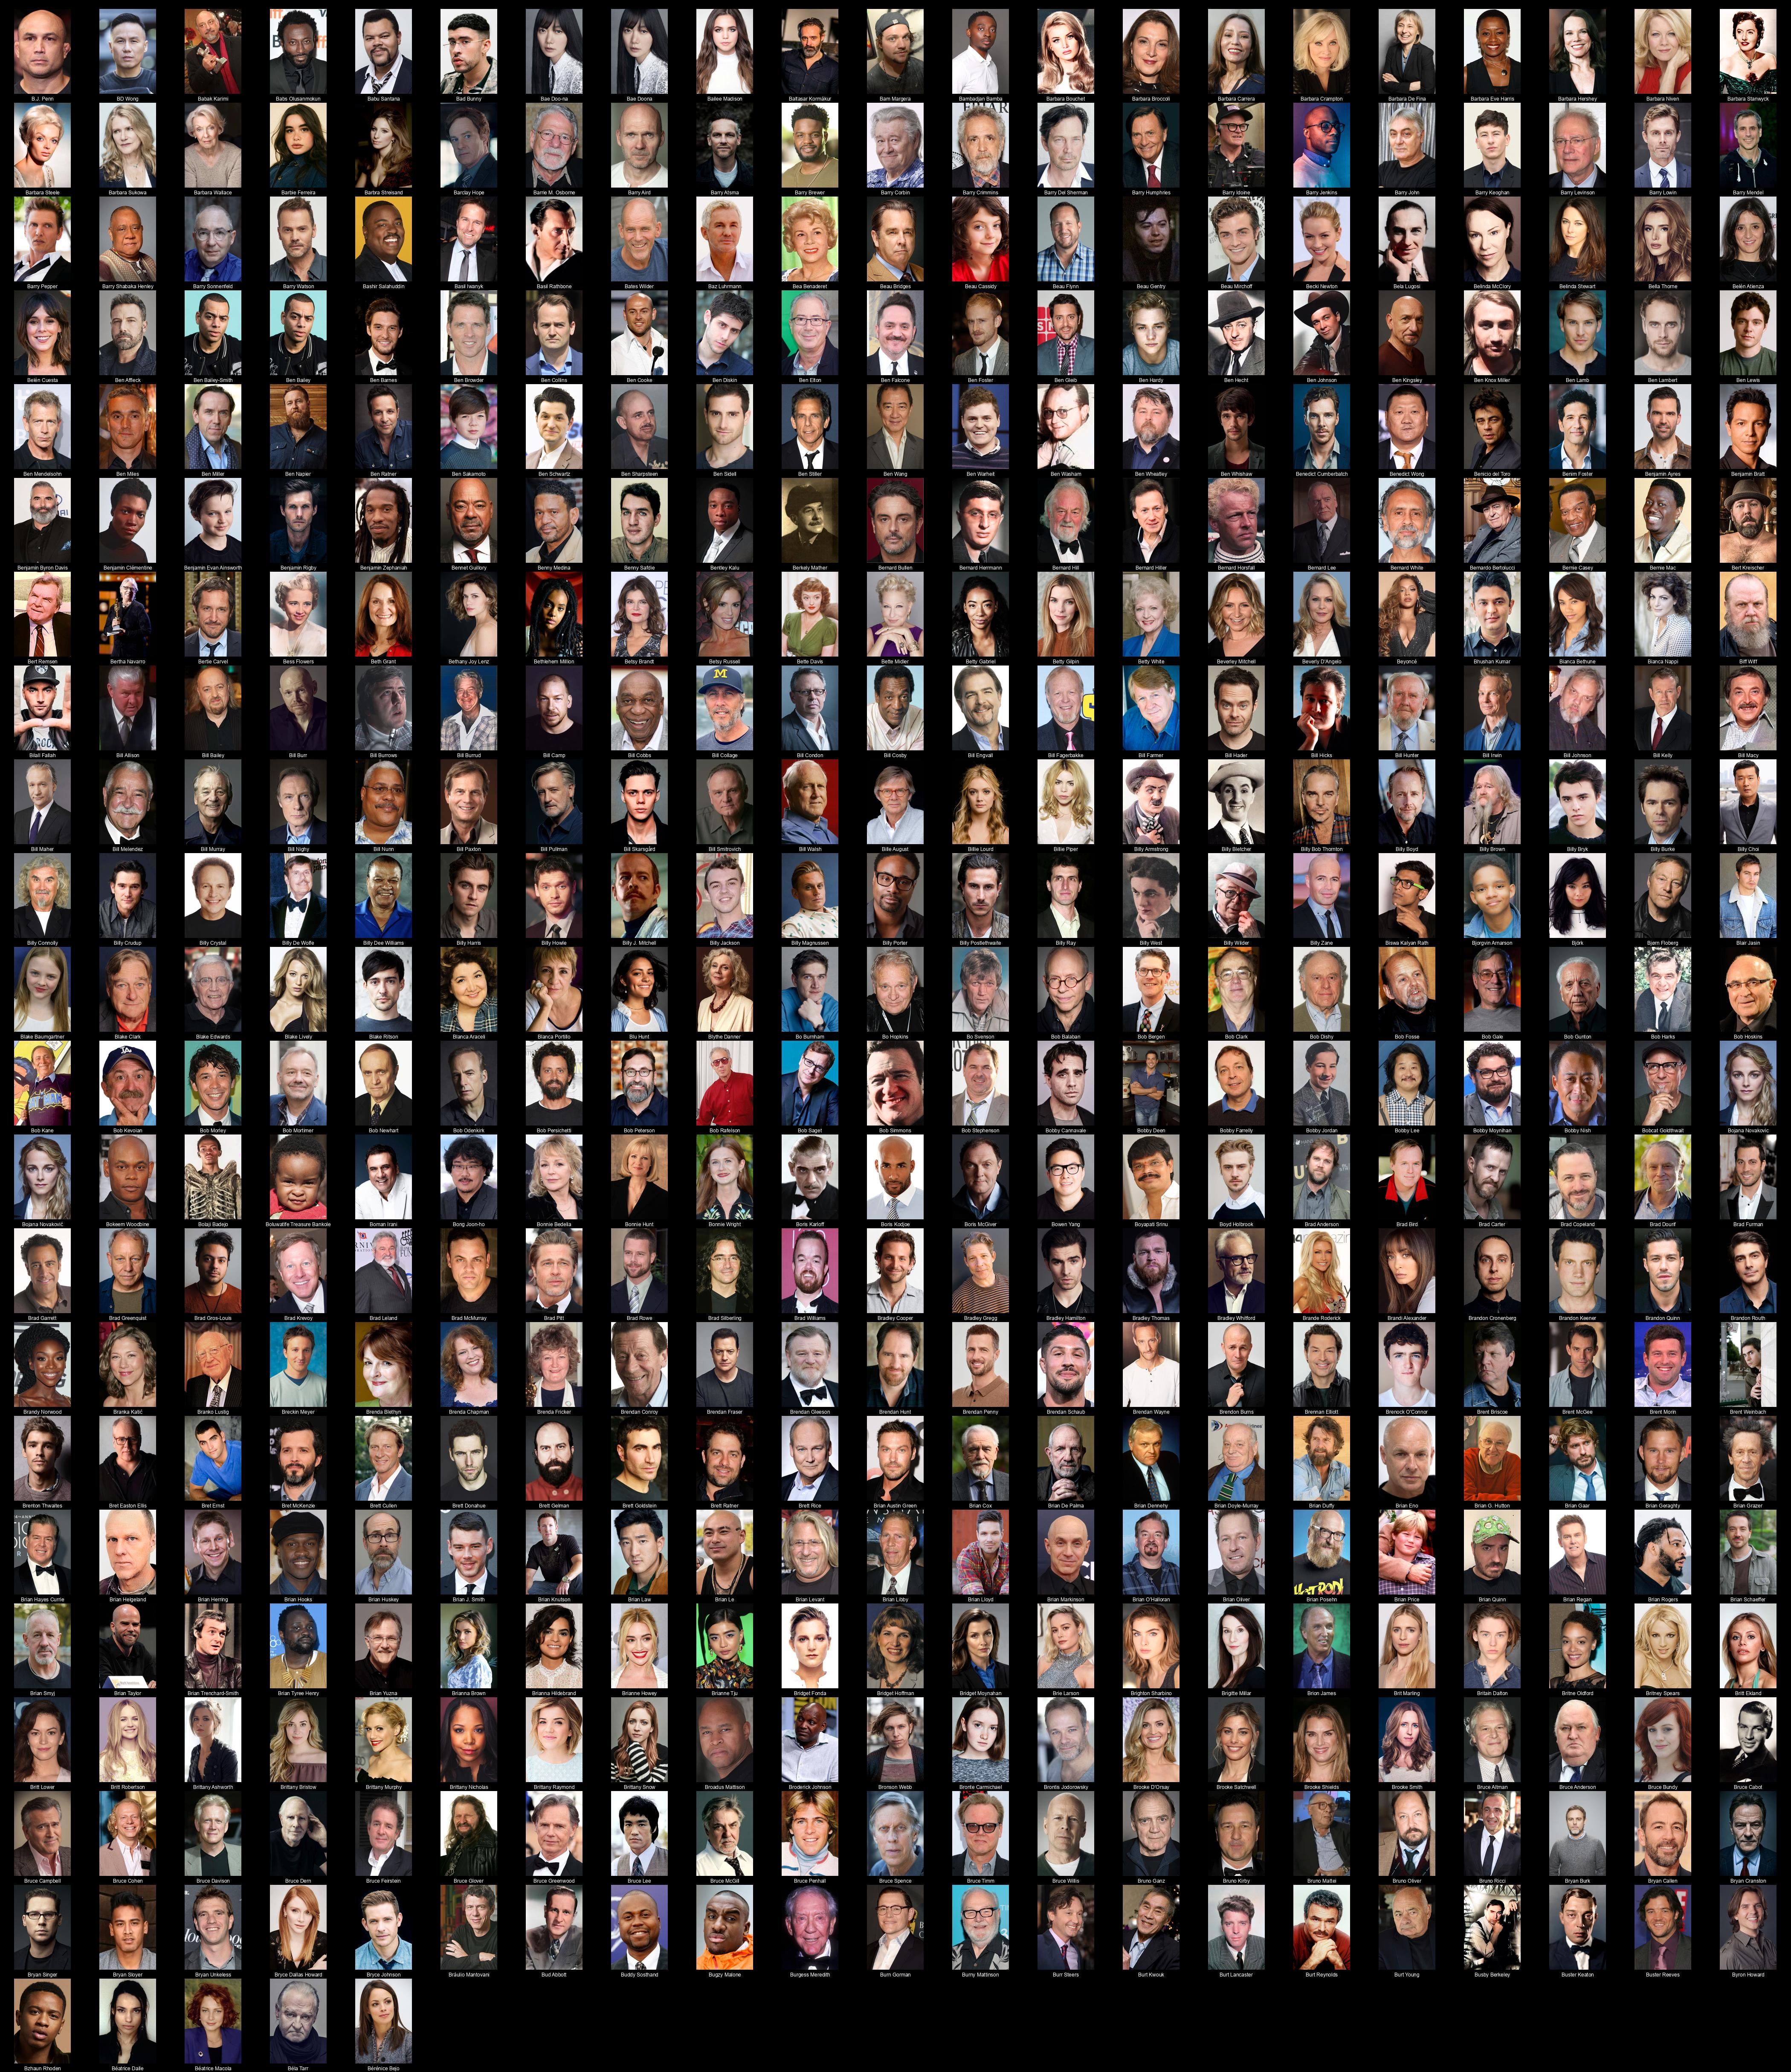 B.J. Penn BD Wong Babak Karimi Babs Olusanmokun Babu Santana Bad Bunny Bae Doo-na Bae Doona Bailee Madison Baltasar Kormákur Bam Margera Bambadjan Bamba Barbara Bouchet Barbara Broccoli Barbara Carrera Barbara Crampton Barbara De Fina Barbara Eve Harris Barbara Hershey Barbara Niven Barbara Stanwyck
Barbara Steele Barbara Sukowa Barbara Wallace Barbie Ferreira Barbra Streisand Barclay Hope Barrie M. Osborne Barry Aird Barry Atsma Barry Brewer Barry Corbin Barry Crimmins Barry Del Sherman Barry Humphries Barry Idoine Barry Jenkins Barry John Barry Keoghan Barry Levinson Barry Lowin Barry Mendel
Barry Pepper Barry Shabaka Henley Barry Sonnenfeld Barry Watson Bashir Salahuddin Basil Iwanyk Basil Rathbone Bates Wilder Baz Luhrmann Bea Benaderet Beau Bridges Beau Cassidy Beau Flynn Beau Gentry Beau Mirchoff Becki Newton Bela Lugosi Belinda McClory Belinda Stewart Bella Thorne Belén Atienza
Belén Cuesta Ben Affleck Ben Bailey-Smith Ben Bailey Ben Barnes Ben Browder Ben Collins Ben Cooke Ben Diskin Ben Elton Ben Falcone Ben Foster Ben Gleib Ben Hardy Ben Hecht Ben Johnson Ben Kingsley Ben Knox Miller Ben Lamb Ben Lambert Ben Lewis
Ben Mendelsohn Ben Miles Ben Miller Ben Napier Ben Ratner Ben Sakamoto Ben Schwartz Ben Sharpsteen Ben Sidell Ben Stiller Ben Wang Ben Warheit Ben Washam Ben Wheatley Ben Whishaw Benedict Cumberbatch Benedict Wong Benicio del Toro Benim Foster Benjamin Ayres Benjamin Bratt
Benjamin Byron Davis Benjamin Clémentine Benjamin Evan Ainsworth Benjamin Rigby Benjamin Zephaniah Bennet Guillory Benny Medina Benny Safdie Bentley Kalu Berkely Mather Bernard Bullen Bernard Herrmann Bernard Hill Bernard Hiller Bernard Horsfall Bernard Lee Bernard White Bernardo Bertolucci Bernie Casey Bernie Mac Bert Kreischer
Bert Remsen Bertha Navarro Bertie Carvel Bess Flowers Beth Grant Bethany Joy Lenz Bethlehem Million Betsy Brandt Betsy Russell Bette Davis Bette Midler Betty Gabriel Betty Gilpin Betty White Beverley Mitchell Beverly D'Angelo Beyoncé Bhushan Kumar Bianca Bethune Bianca Nappi Biff Wiff
Bilall Fallah Bill Allison Bill Bailey Bill Burr Bill Burrows Bill Burrud Bill Camp Bill Cobbs Bill Collage Bill Condon Bill Cosby Bill Engvall Bill Fagerbakke Bill Farmer Bill Hader Bill Hicks Bill Hunter Bill Irwin Bill Johnson Bill Kelly Bill Macy
Bill Maher Bill Melendez Bill Murray Bill Nighy Bill Nunn Bill Paxton Bill Pullman Bill Skarsgård Bill Smitrovich Bill Walsh Bille August Billie Lourd Billie Piper Billy Armstrong Billy Bletcher Billy Bob Thornton Billy Boyd Billy Brown Billy Bryk Billy Burke Billy Choi
Billy Connolly Billy Crudup Billy Crystal Billy De Wolfe Billy Dee Williams Billy Harris Billy Howle Billy J. Mitchell Billy Jackson Billy Magnussen Billy Porter Billy Postlethwaite Billy Ray Billy West Billy Wilder Billy Zane Biswa Kalyan Rath Bjorgvin Arnarson Björk Bjørn Floberg Blair Jasin
Blake Baumgartner Blake Clark Blake Edwards Blake Lively Blake Ritson Blanca Araceli Blanca Portillo Blu Hunt Blythe Danner Bo Burnham Bo Hopkins Bo Svenson Bob Balaban Bob Bergen Bob Clark Bob Dishy Bob Fosse Bob Gale Bob Gunton Bob Harks Bob Hoskins
Bob Kane Bob Kevoian Bob Morley Bob Mortimer Bob Newhart Bob Odenkirk Bob Persichetti Bob Peterson Bob Rafelson Bob Saget Bob Simmons Bob Stephenson Bobby Cannavale Bobby Deen Bobby Farrelly Bobby Jordan Bobby Lee Bobby Moynihan Bobby Nish Bobcat Goldthwait Bojana Novakovic
Bojana Novaković Bokeem Woodbine Bolaji Badejo Boluwatife Treasure Bankole Boman Irani Bong Joon-ho Bonnie Bedelia Bonnie Hunt Bonnie Wright Boris Karloff Boris Kodjoe Boris McGiver Bowen Yang Boyapati Srinu Boyd Holbrook Brad Anderson Brad Bird Brad Carter Brad Copeland Brad Dourif Brad Furman
Brad Garrett Brad Greenquist Brad Gros-Louis Brad Krevoy Brad Leland Brad McMurray Brad Pitt Brad Rowe Brad Silberling Brad Williams Bradley Cooper Bradley Gregg Bradley Hamilton Bradley Thomas Bradley Whitford Brande Roderick Brandi Alexander Brandon Cronenberg Brandon Keener Brandon Quinn Brandon Routh
Brandy Norwood Branka Katić Branko Lustig Breckin Meyer Brenda Blethyn Brenda Chapman Brenda Fricker Brendan Conroy Brendan Fraser Brendan Gleeson Brendan Hunt Brendan Penny Brendan Schaub Brendan Wayne Brendon Burns Brennan Elliott Brenock O'Connor Brent Briscoe Brent McGee Brent Morin Brent Weinbach
Brenton Thwaites Bret Easton Ellis Bret Ernst Bret McKenzie Brett Cullen Brett Donahue Brett Gelman Brett Goldstein Brett Ratner Brett Rice Brian Austin Green Brian Cox Brian De Palma Brian Dennehy Brian Doyle-Murray Brian Duffy Brian Eno Brian G. Hutton Brian Gaar Brian Geraghty Brian Grazer
Brian Hayes Currie Brian Helgeland Brian Herring Brian Hooks Brian Huskey Brian J. Smith Brian Knutson Brian Law Brian Le Brian Levant Brian Libby Brian Lloyd Brian Markinson Brian O'Halloran Brian Oliver Brian Posehn Brian Price Brian Quinn Brian Regan Brian Rogers Brian Schaeffer
Brian Smyj Brian Taylor Brian Trenchard-Smith Brian Tyree Henry Brian Yuzna Brianna Brown Brianna Hildebrand Brianne Howey Brianne Tju Bridget Fonda Bridget Hoffman Bridget Moynahan Brie Larson Brighton Sharbino Brigitte Millar Brion James Brit Marling Britain Dalton Britne Oldford Britney Spears Britt Ekland
Britt Lower Britt Robertson Brittany Ashworth Brittany Bristow Brittany Murphy Brittany Nicholas Brittany Raymond Brittany Snow Broadus Mattison Broderick Johnson Bronson Webb Bronte Carmichael Brontis Jodorowsky Brooke D'Orsay Brooke Satchwell Brooke Shields Brooke Smith Bruce Altman Bruce Anderson Bruce Bundy Bruce Cabot
Bruce Campbell Bruce Cohen Bruce Davison Bruce Dern Bruce Feirstein Bruce Glover Bruce Greenwood Bruce Lee Bruce McGill Bruce Penhall Bruce Spence Bruce Timm Bruce Willis Bruno Ganz Bruno Kirby Bruno Mattei Bruno Oliver Bruno Ricci Bryan Burk Bryan Callen Bryan Cranston
Bryan Singer Bryan Sloyer Bryan Unkeless Bryce Dallas Howard Bryce Johnson Bráulio Mantovani Bud Abbott Buddy Sosthand Bugzy Malone Burgess Meredith Burn Gorman Burny Mattinson Burr Steers Burt Kwouk Burt Lancaster Burt Reynolds Burt Young Busby Berkeley Buster Keaton Buster Reeves Byron Howard
Bzhaun Rhoden Béatrice Dalle Béatrice Macola Béla Tarr Bérénice Bejo